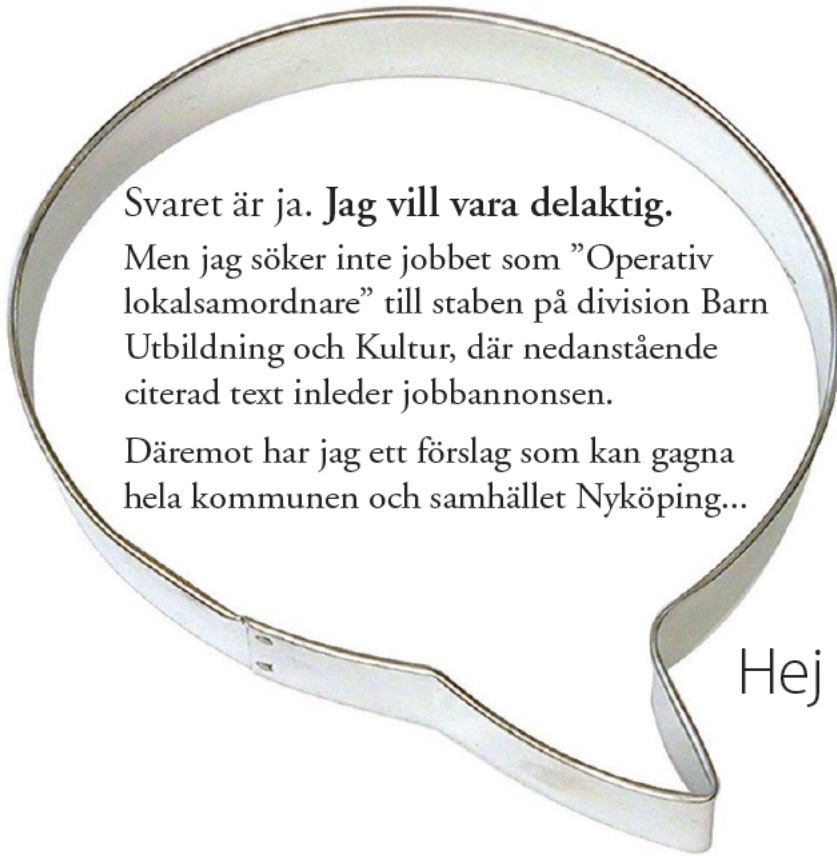 Svaret är ja. Jag vill vara delaktig.
Men jag söker inte jobbet som ”Operativ
lokalsamordnare” till staben på division Barn
Utbildning och Kultur, där nedanstående
citerad text inleder jobbannonsen.
Däremot har jag ett förslag som kan gagna
hela kommunen och samhället Nyköping...
Hej